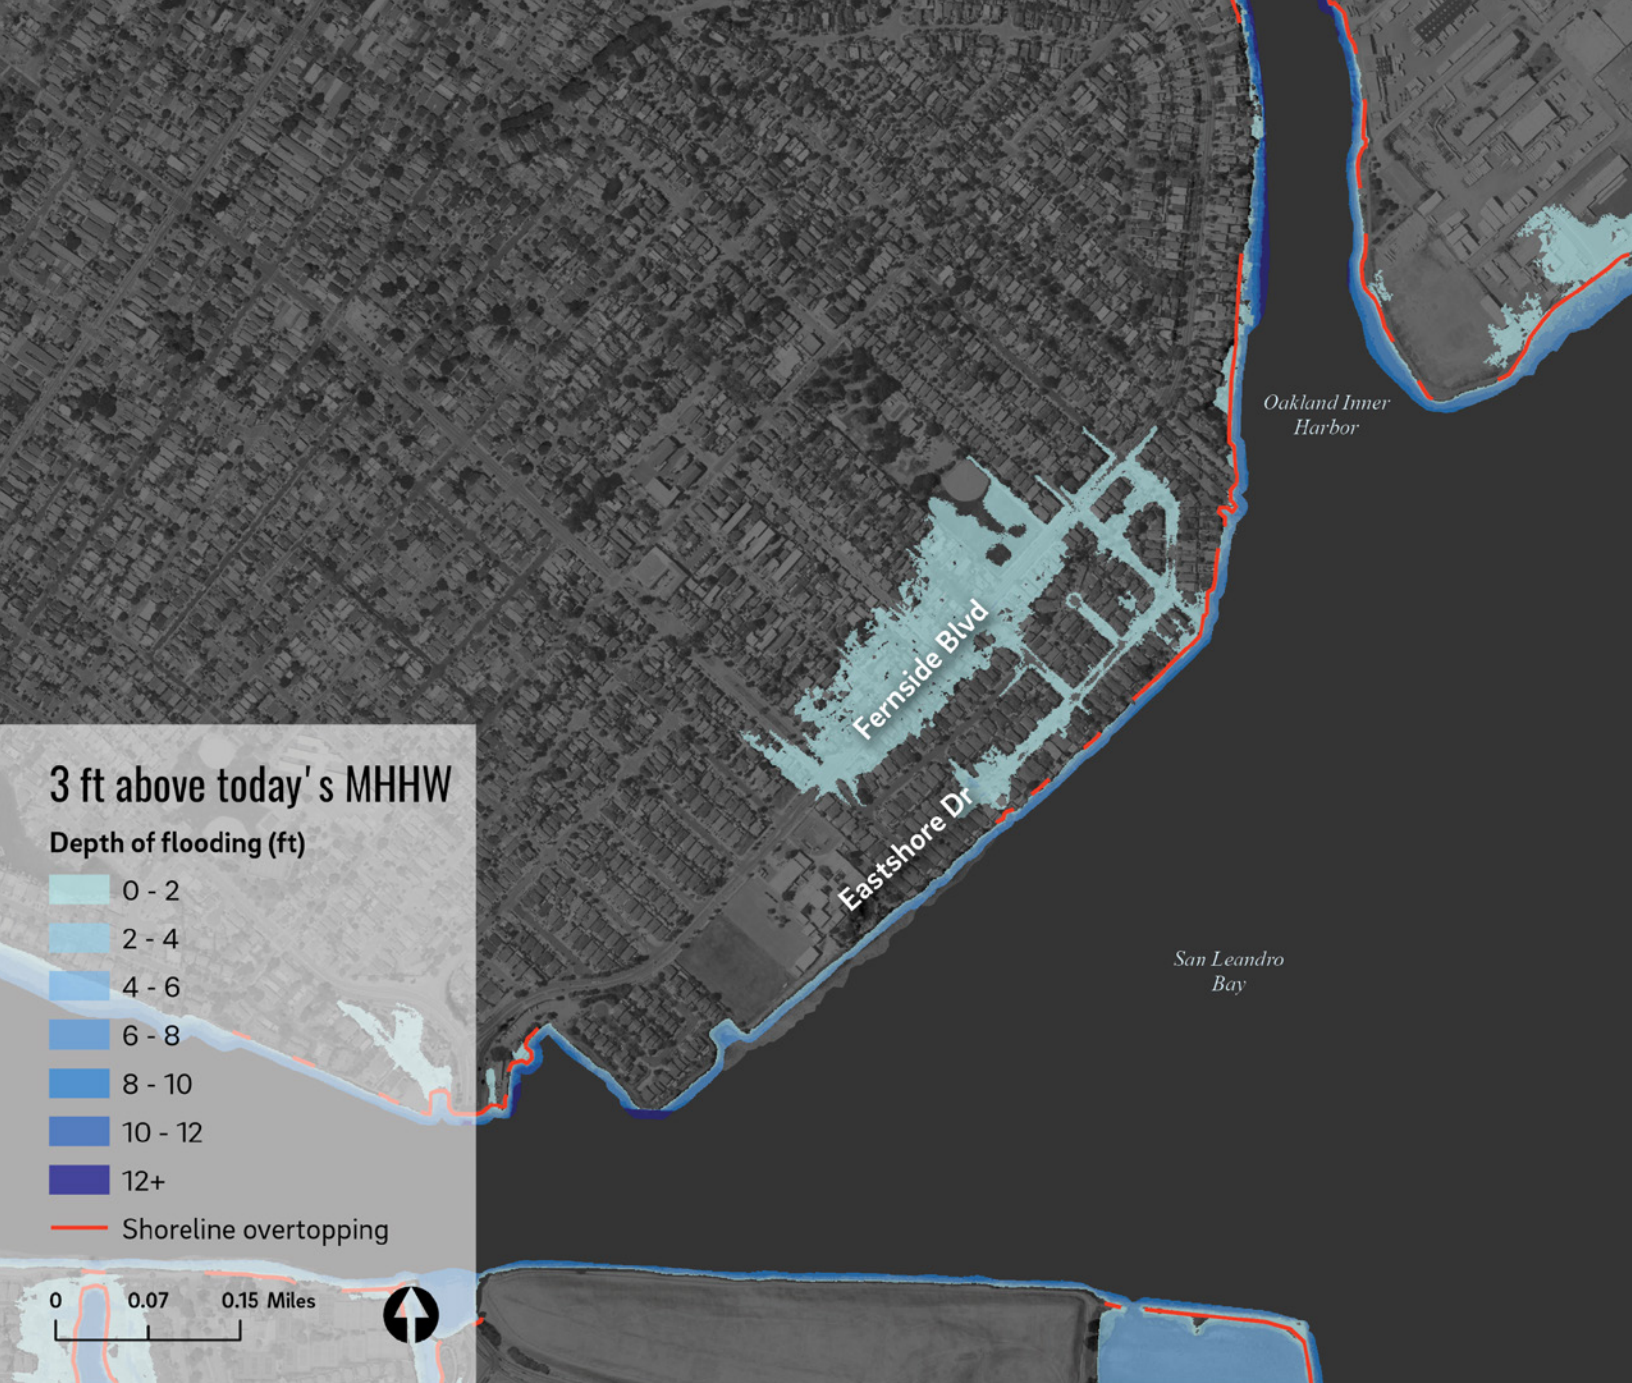 Oakland Inner
Harbor
Fernside Blvd
Eastshore Dr
San Leandro
Bay
3 ft above today's MHHW
Depth of flooding (ft)
0 - 2
2 - 4
4 - 6
6 - 8
8 - 10
10 - 12
12+
Shoreline overtopping
0 0.07 0.15 Miles